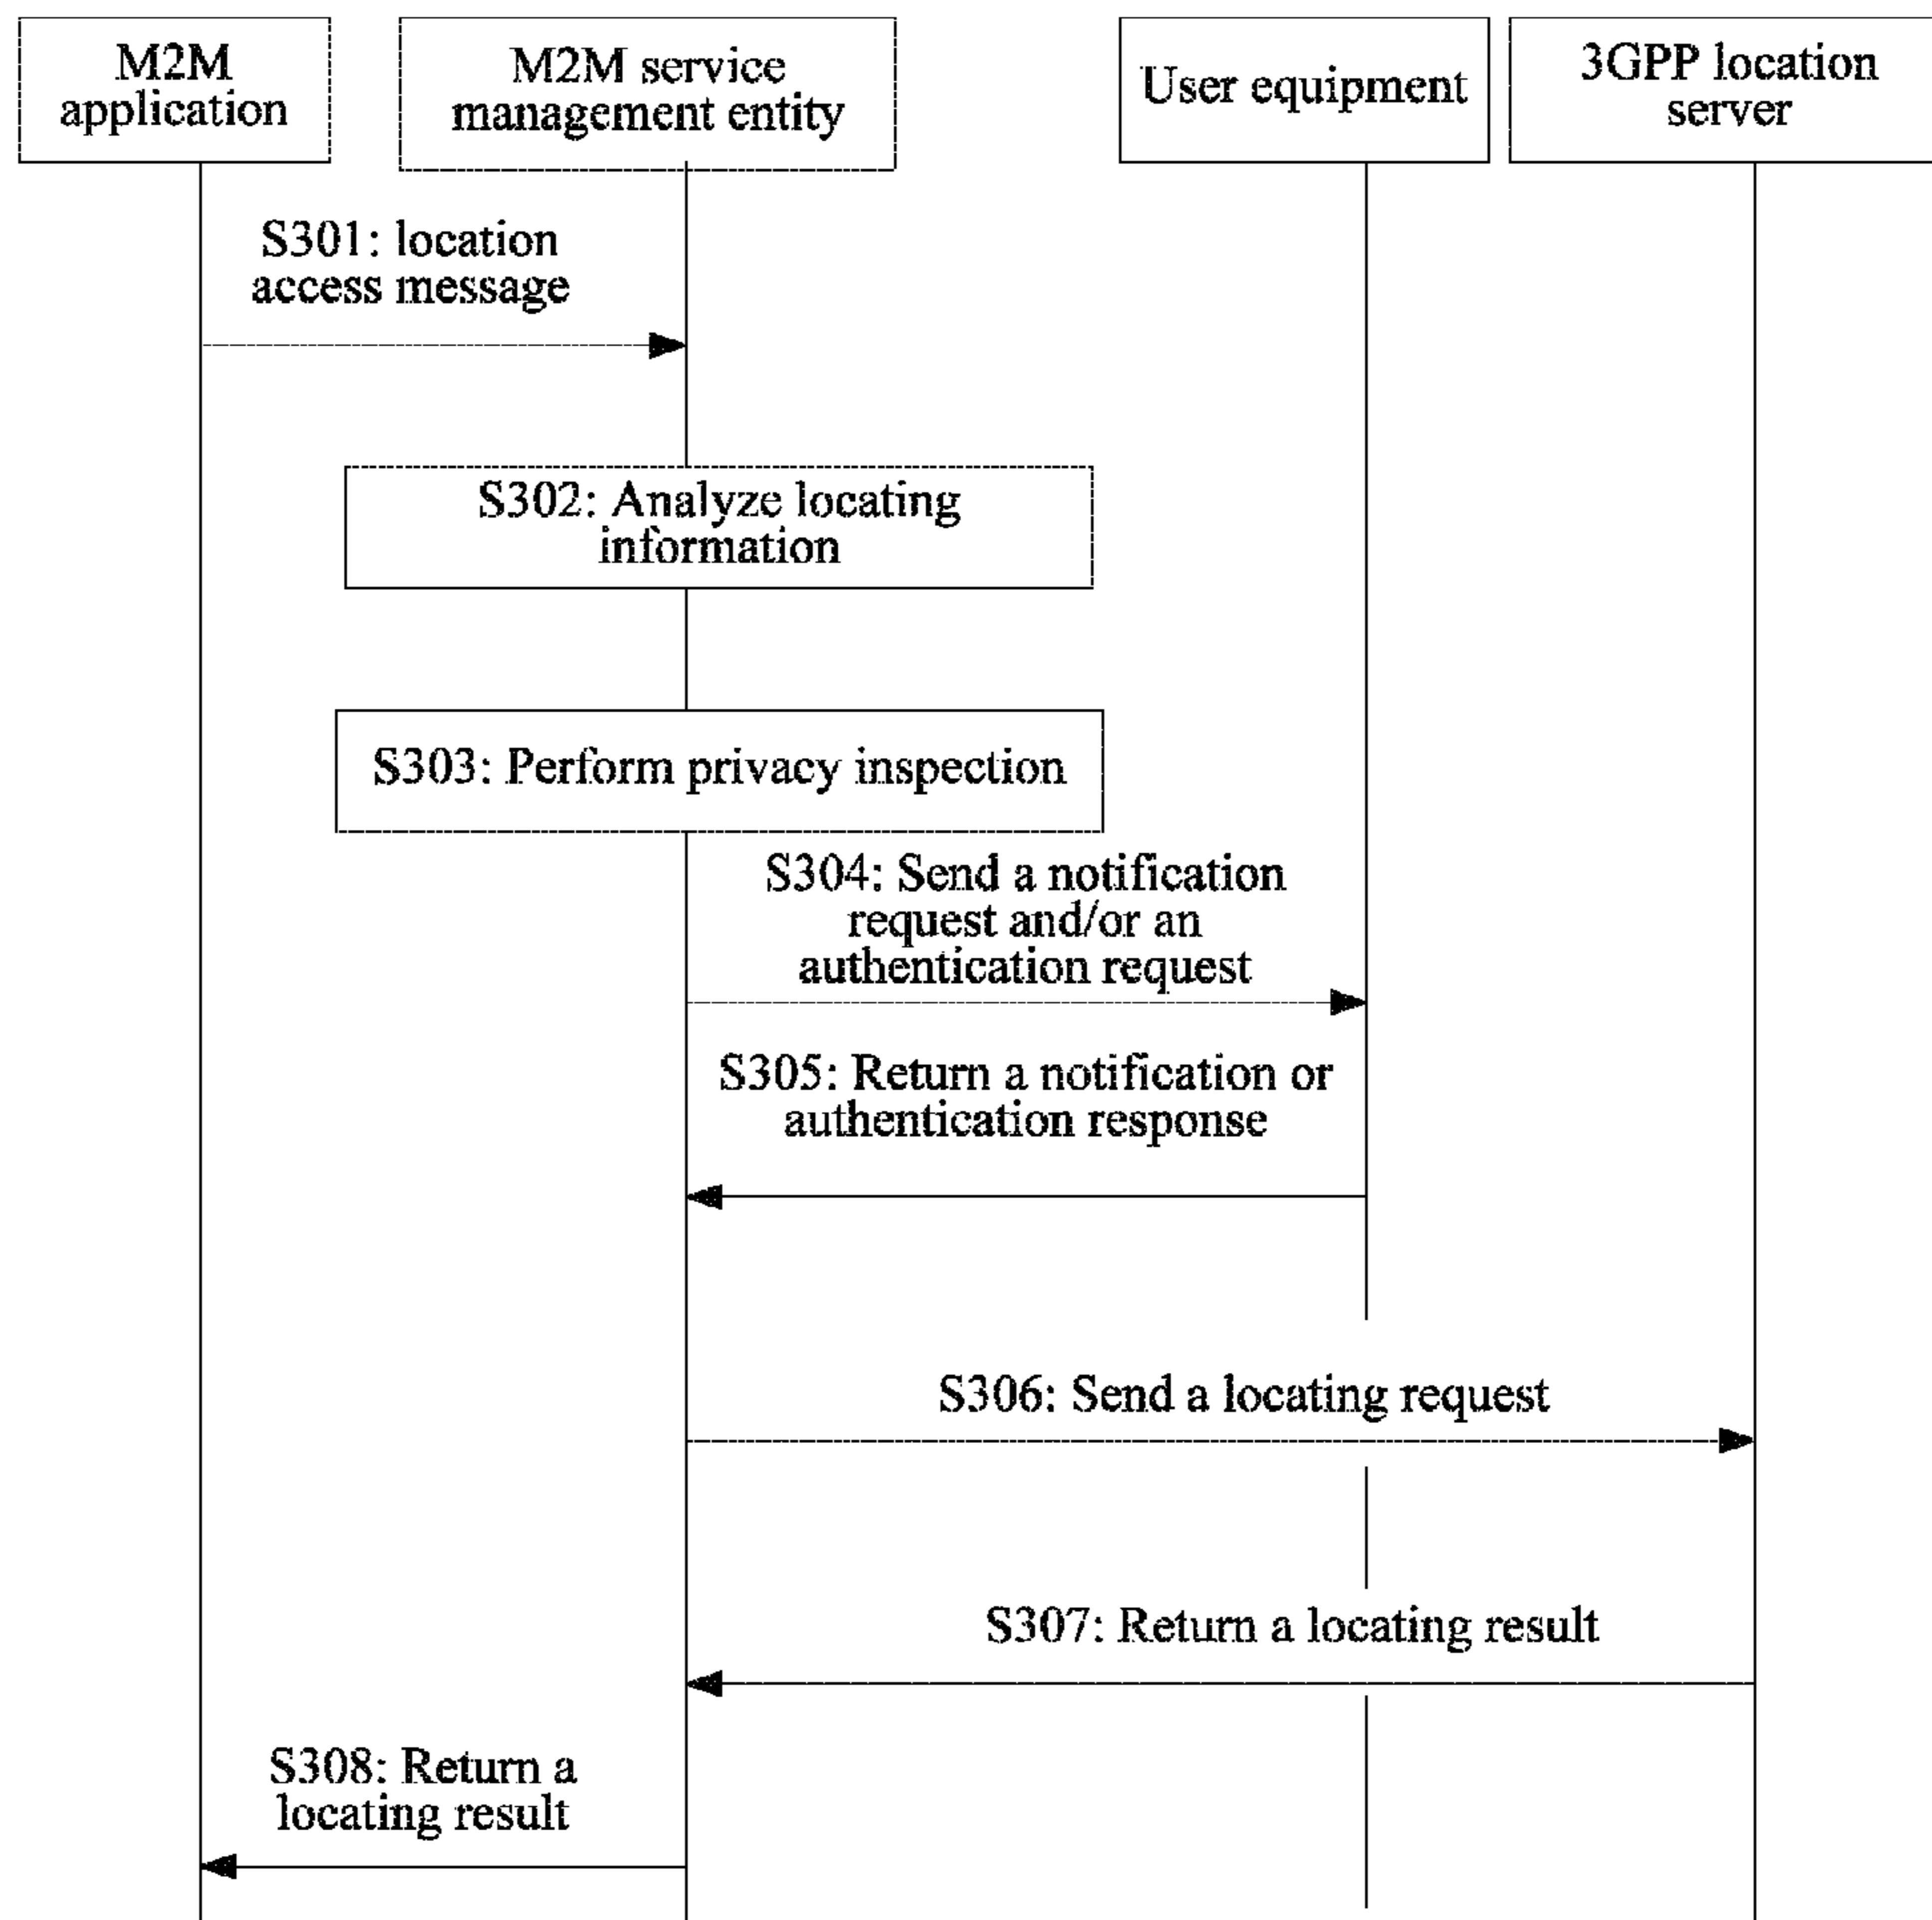 M2M
application
M2M service
management entity
User equipment
3GPP location
server
S301: location
access message
S302: Analyze locating
information
S303: Perform privacy inspection
S304: Send a notification
request and/or an
authentication request
S305: Return a notification or
authentication response
S306: Send a locating request
S307: Return a locating result
S308: Return a
locating result